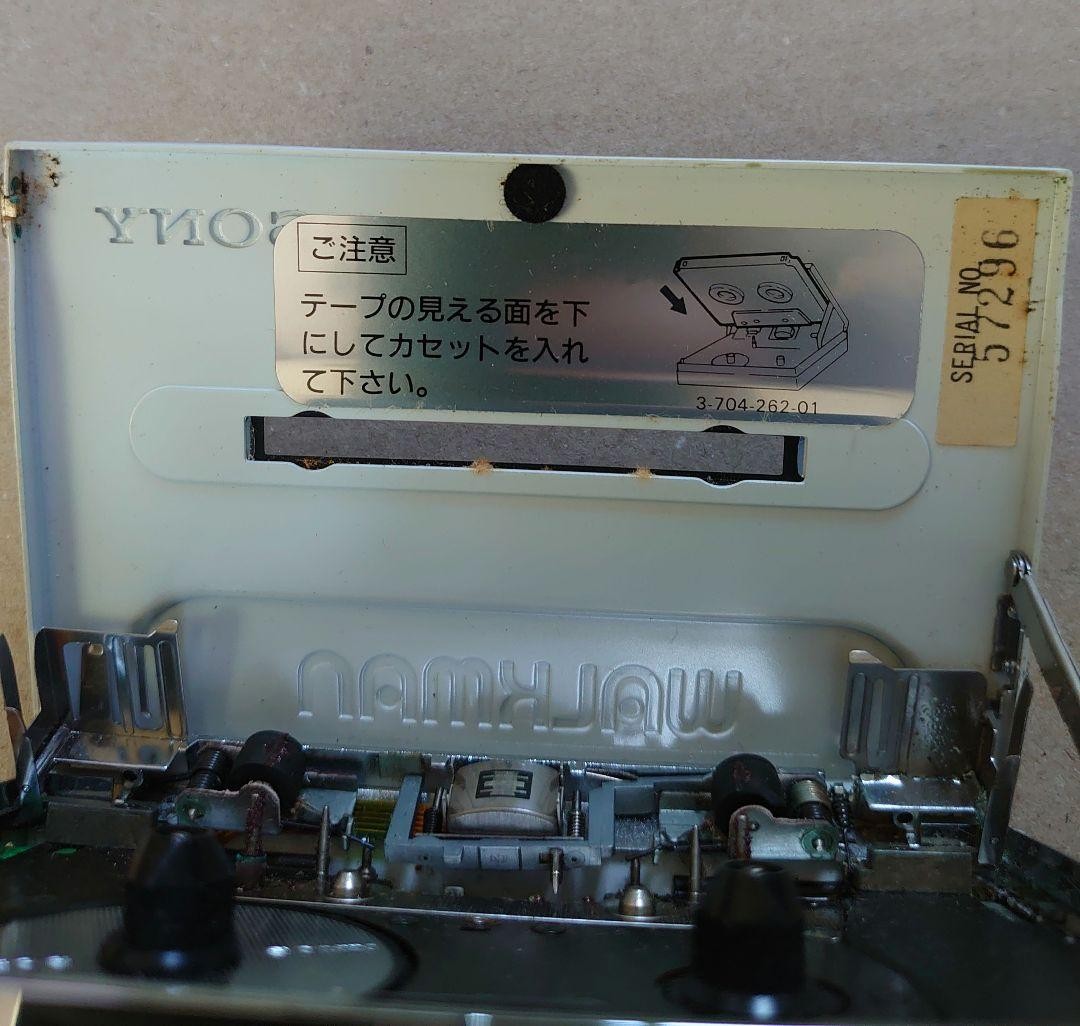 SONY
ご注意
テープの見える面を下
にしてカセットを入れ
て下さい。
3-704-262-01
SERIAL NO.
57296
WALKMAN